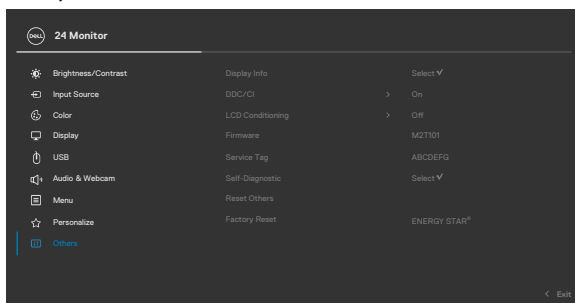 DELL 24 Monitor
Brightness/Contrast Display Info Select ✓
Input Source DDC/CI > On
Color LCD Conditioning > Off
Display Firmware M2T101
USB Service Tag ABCDEFG
Audio & Webcam Self-Diagnostic Select ✓
Menu Reset Others
Personalize Factory Reset ENERGY STAR®
Others
< Exit